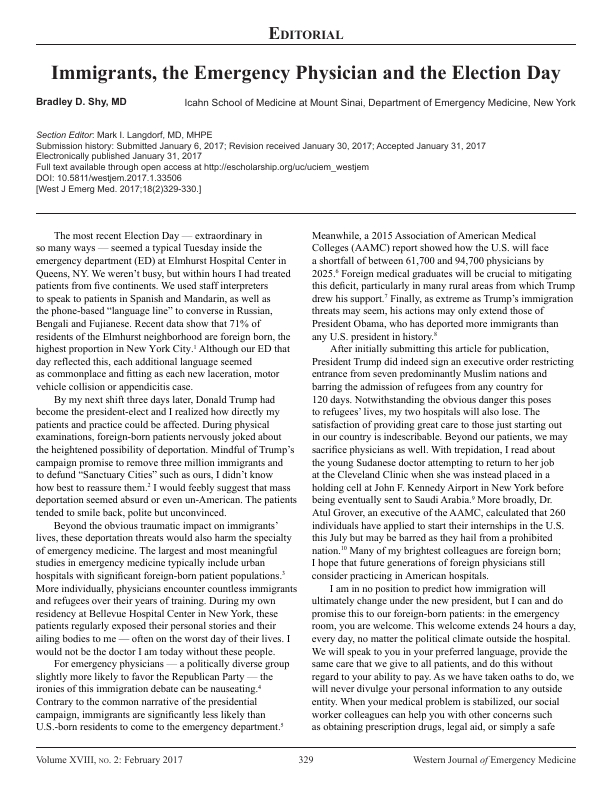 EDITORIAL
Immigrants, the Emergency Physician and the Election Day
Bradley D. Shy, MD
Icahn School of Medicine at Mount Sinai, Department of Emergency Medicine, New York
Section Editor: Mark I. Langdorf, MD, MHPE
Submission history: Submitted January 6, 2017; Revision received January 30, 2017; Accepted January 31, 2017
Electronically published January 31, 2017
Full text available through open access at http://escholarship.org/uc/uciem_westjem
DOI: 10.5811/westjem.2017.1.33506
[West J Emerg Med. 2017;18(2)329-330.]
The most recent Election Day — extraordinary in
so many ways — seemed a typical Tuesday inside the
emergency department (ED) at Elmhurst Hospital Center in
Queens, NY. We weren't busy, but within hours I had treated
patients from five continents. We used staff interpreters
to speak to patients in Spanish and Mandarin, as well as
the phone-based “language line” to converse in Russian,
Bengali and Fujianese. Recent data show that 71% of
residents of the Elmhurst neighborhood are foreign born, the
highest proportion in New York City.1 Although our ED that
day reflected this, each additional language seemed
as commonplace and fitting as each new laceration, motor
vehicle collision or appendicitis case.
By my next shift three days later, Donald Trump had
become the president-elect and I realized how directly my
patients and practice could be affected. During physical
examinations, foreign-born patients nervously joked about
the heightened possibility of deportation. Mindful of Trump's
campaign promise to remove three million immigrants and
to defund “Sanctuary Cities” such as ours, I didn't know
how best to reassure them.2 I would feebly suggest that mass
deportation seemed absurd or even un-American. The patients
tended to smile back, polite but unconvinced.
Beyond the obvious traumatic impact on immigrants'
lives, these deportation threats would also harm the specialty
of emergency medicine. The largest and most meaningful
studies in emergency medicine typically include urban
hospitals with significant foreign-born patient populations.3
More individually, physicians encounter countless immigrants
and refugees over their years of training. During my own
residency at Bellevue Hospital Center in New York, these
patients regularly exposed their personal stories and their
ailing bodies to me — often on the worst day of their lives. I
would not be the doctor I am today without these people.
For emergency physicians — a politically diverse group
slightly more likely to favor the Republican Party — the
ironies of this immigration debate can be nauseating.4
Contrary to the common narrative of the presidential
campaign, immigrants are significantly less likely than
U.S.-born residents to come to the emergency department.5
Meanwhile, a 2015 Association of American Medical
Colleges (AAMC) report showed how the U.S. will face
a shortfall of between 61,700 and 94,700 physicians by
2025.6 Foreign medical graduates will be crucial to mitigating
this deficit, particularly in many rural areas from which Trump
drew his support.7 Finally, as extreme as Trump's immigration
threats may seem, his actions may only extend those of
President Obama, who has deported more immigrants than
any U.S. president in history.8
After initially submitting this article for publication,
President Trump did indeed sign an executive order restricting
entrance from seven predominantly Muslim nations and
barring the admission of refugees from any country for
120 days. Notwithstanding the obvious danger this poses
to refugees' lives, my two hospitals will also lose. The
satisfaction of providing great care to those just starting out
in our country is indescribable. Beyond our patients, we may
sacrifice physicians as well. With trepidation, I read about
the young Sudanese doctor attempting to return to her job
at the Cleveland Clinic when she was instead placed in a
holding cell at John F. Kennedy Airport in New York before
being eventually sent to Saudi Arabia.9 More broadly, Dr.
Atul Grover, an executive of the AAMC, calculated that 260
individuals have applied to start their internships in the U.S.
this July but may be barred as they hail from a prohibited
nation.10 Many of my brightest colleagues are foreign born;
I hope that future generations of foreign physicians still
consider practicing in American hospitals.
I am in no position to predict how immigration will
ultimately change under the new president, but I can and do
promise this to our foreign-born patients: in the emergency
room, you are welcome. This welcome extends 24 hours a day,
every day, no matter the political climate outside the hospital.
We will speak to you in your preferred language, provide the
same care that we give to all patients, and do this without
regard to your ability to pay. As we have taken oaths to do, we
will never divulge your personal information to any outside
entity. When your medical problem is stabilized, our social
worker colleagues can help you with other concerns such
as obtaining prescription drugs, legal aid, or simply a safe
Volume XVIII, NO. 2: February 2017
329
Western Journal of Emergency Medicine